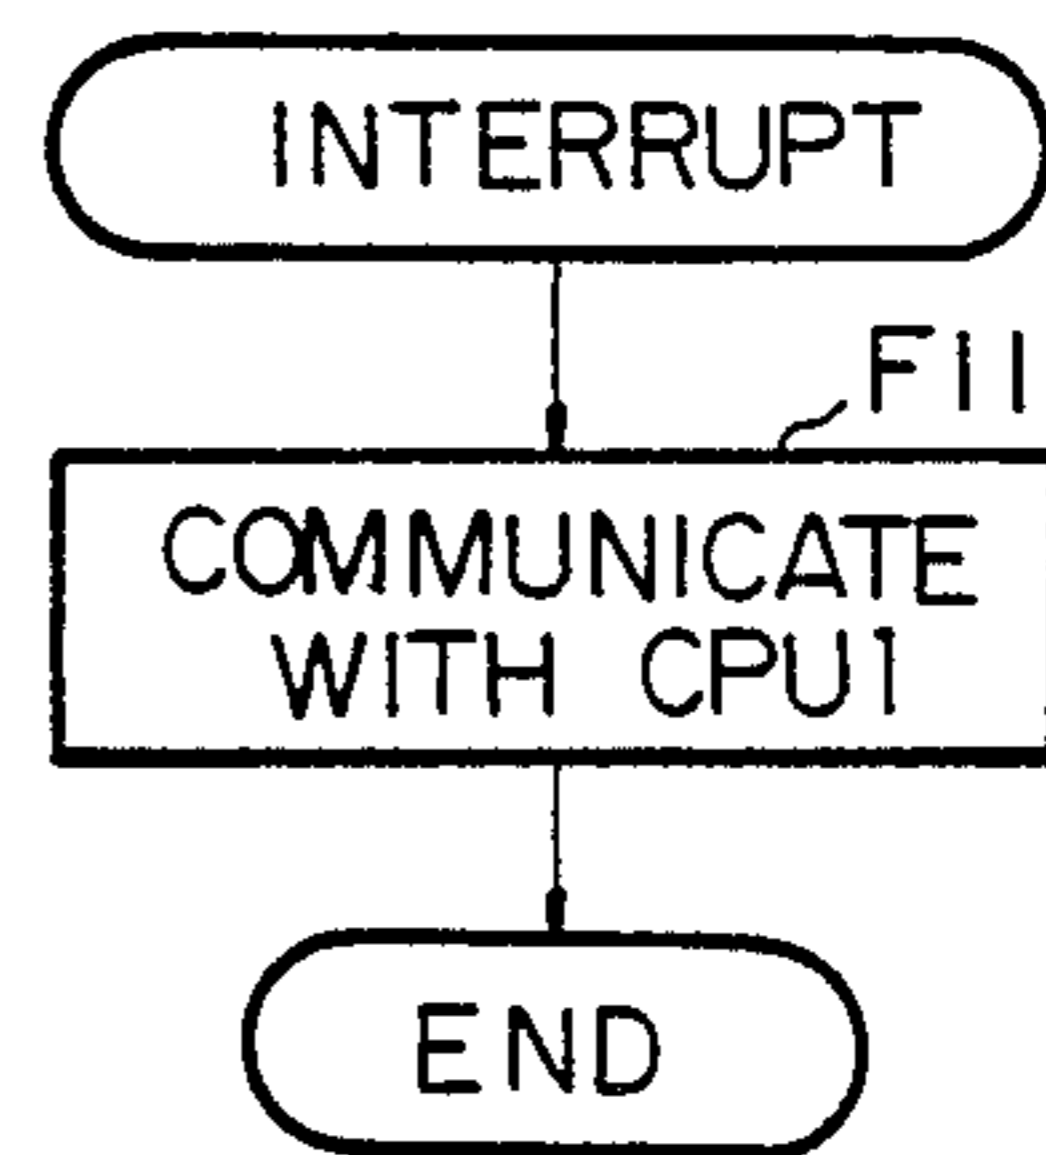 INTERRUPT
F11
COMMUNICATE
WITH CPU1
END